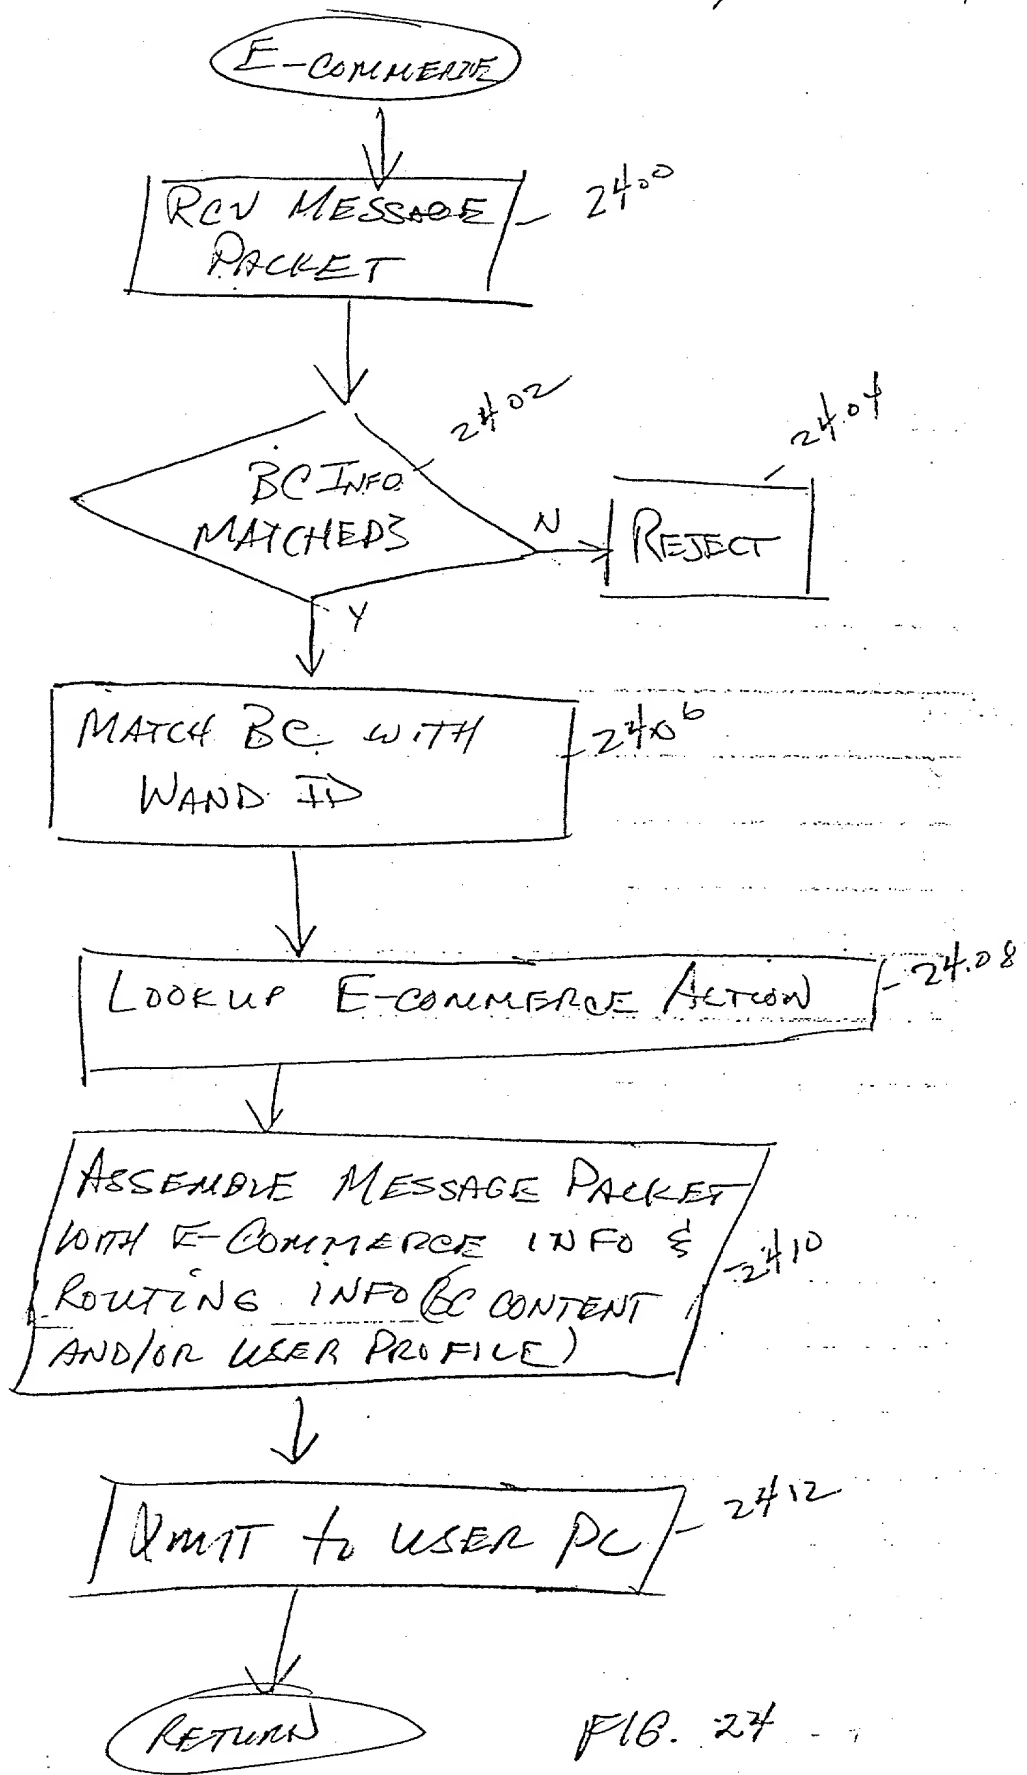 E-COMMERCE
RCV MESSAGE
PACKET
2400
2402
2404
BC INFO
MATCHED?
N
REJECT
Y
MATCH BC WITH
WAND ID
2406
LOOKUP E-COMMERCE ACTION
2408
ASSEMBLE MESSAGE PACKET
WITH E-COMMERCE INFO &
ROUTING INFO (BC CONTENT
AND/OR USER PROFILE)
2410
XMIT to USER PC
2412
RETURN
FIG. 24